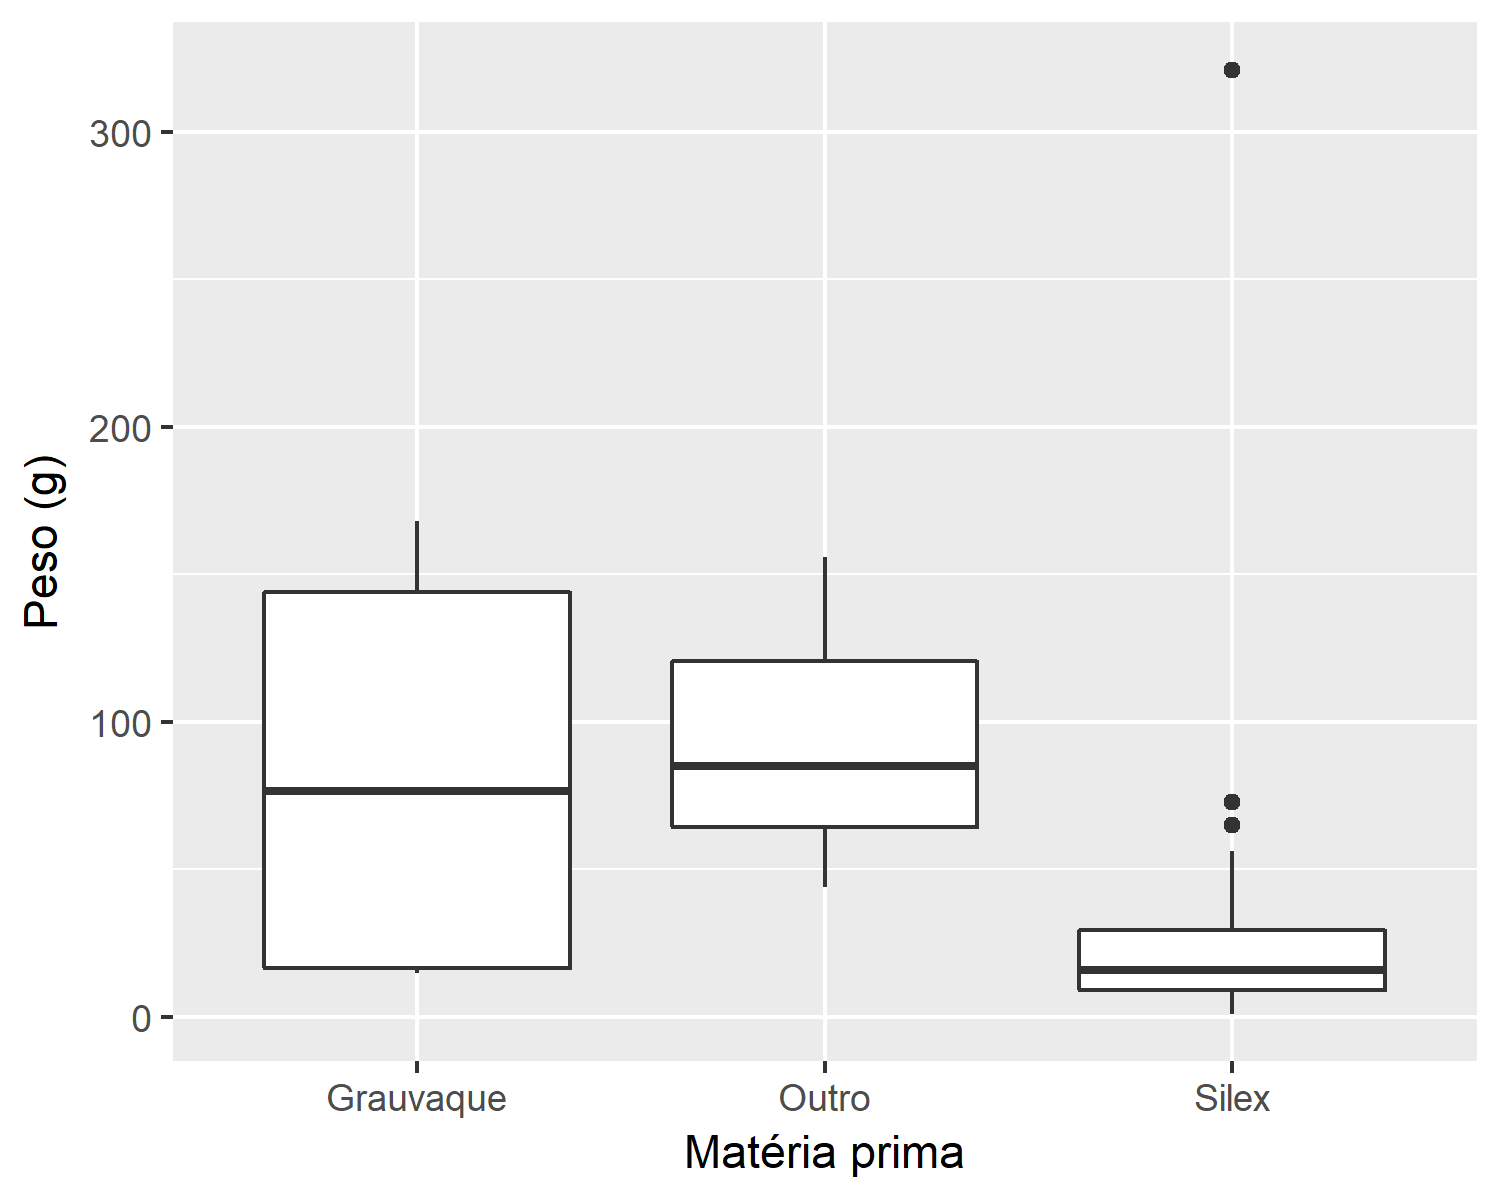 Peso (g)
300
200
100
0
Grauvaque Outro Silex
Matéria prima